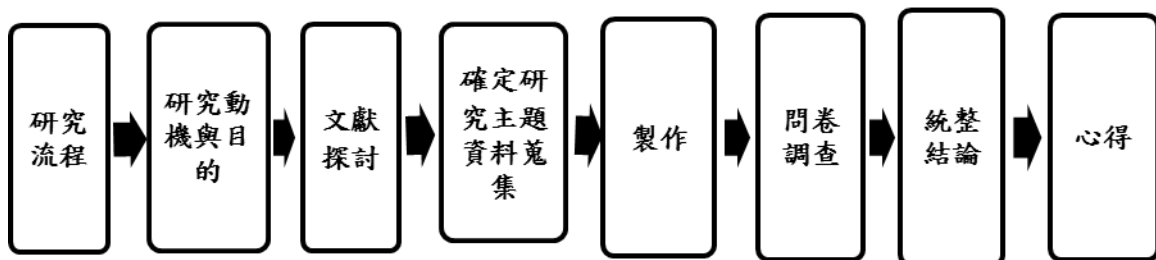 研究
流程
研究動
機與目
的
文獻
探討
確定研
究主題
資料蒐
集
製作
問卷
調查
統整
結論
心得